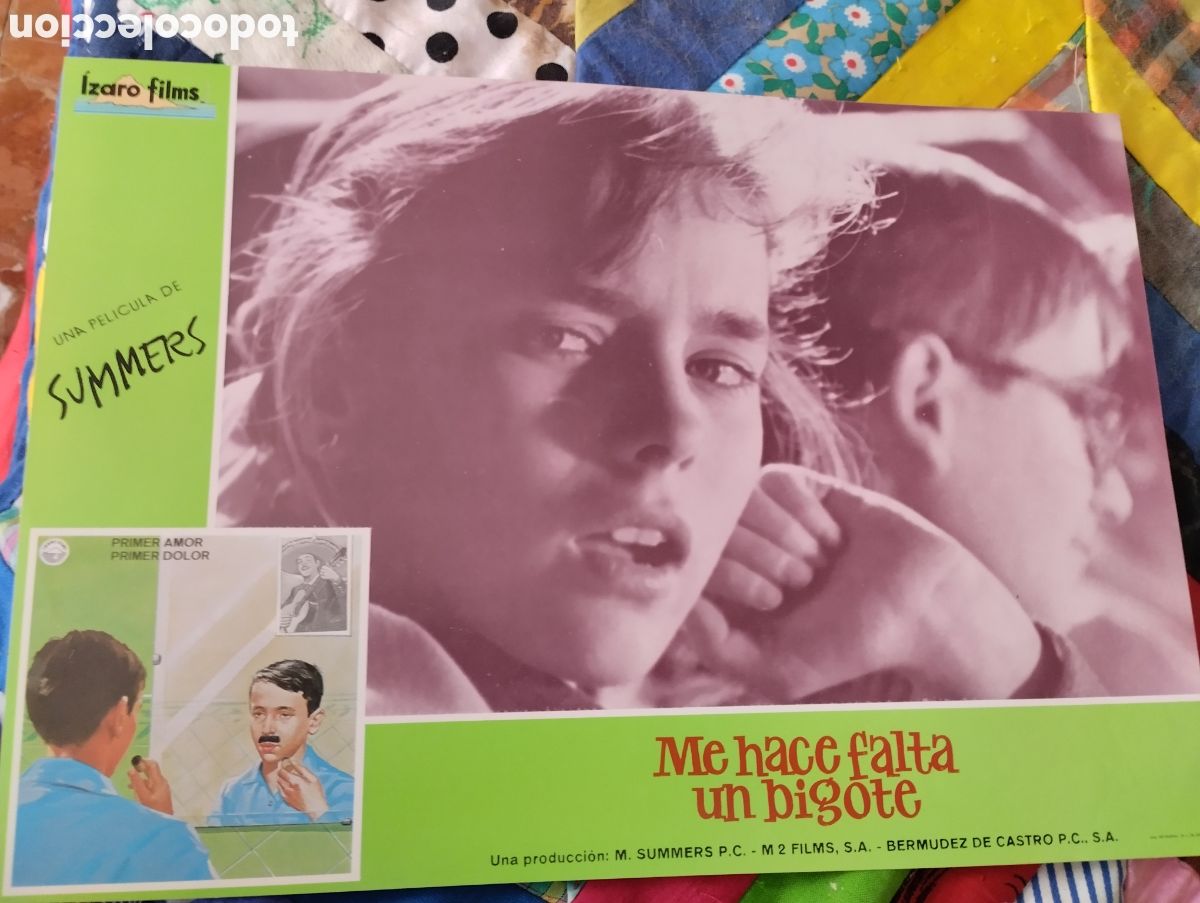 todocoleccion
Ízaro films
UNA PELICULA DE
SUMMERS
PRIMER AMOR
PRIMER DOLOR
Me hace falta
un bigote
Una producción: M. SUMMERS P.C. - M 2 FILMS, S.A. - BERMUDEZ DE CASTRO P.C., S.A.